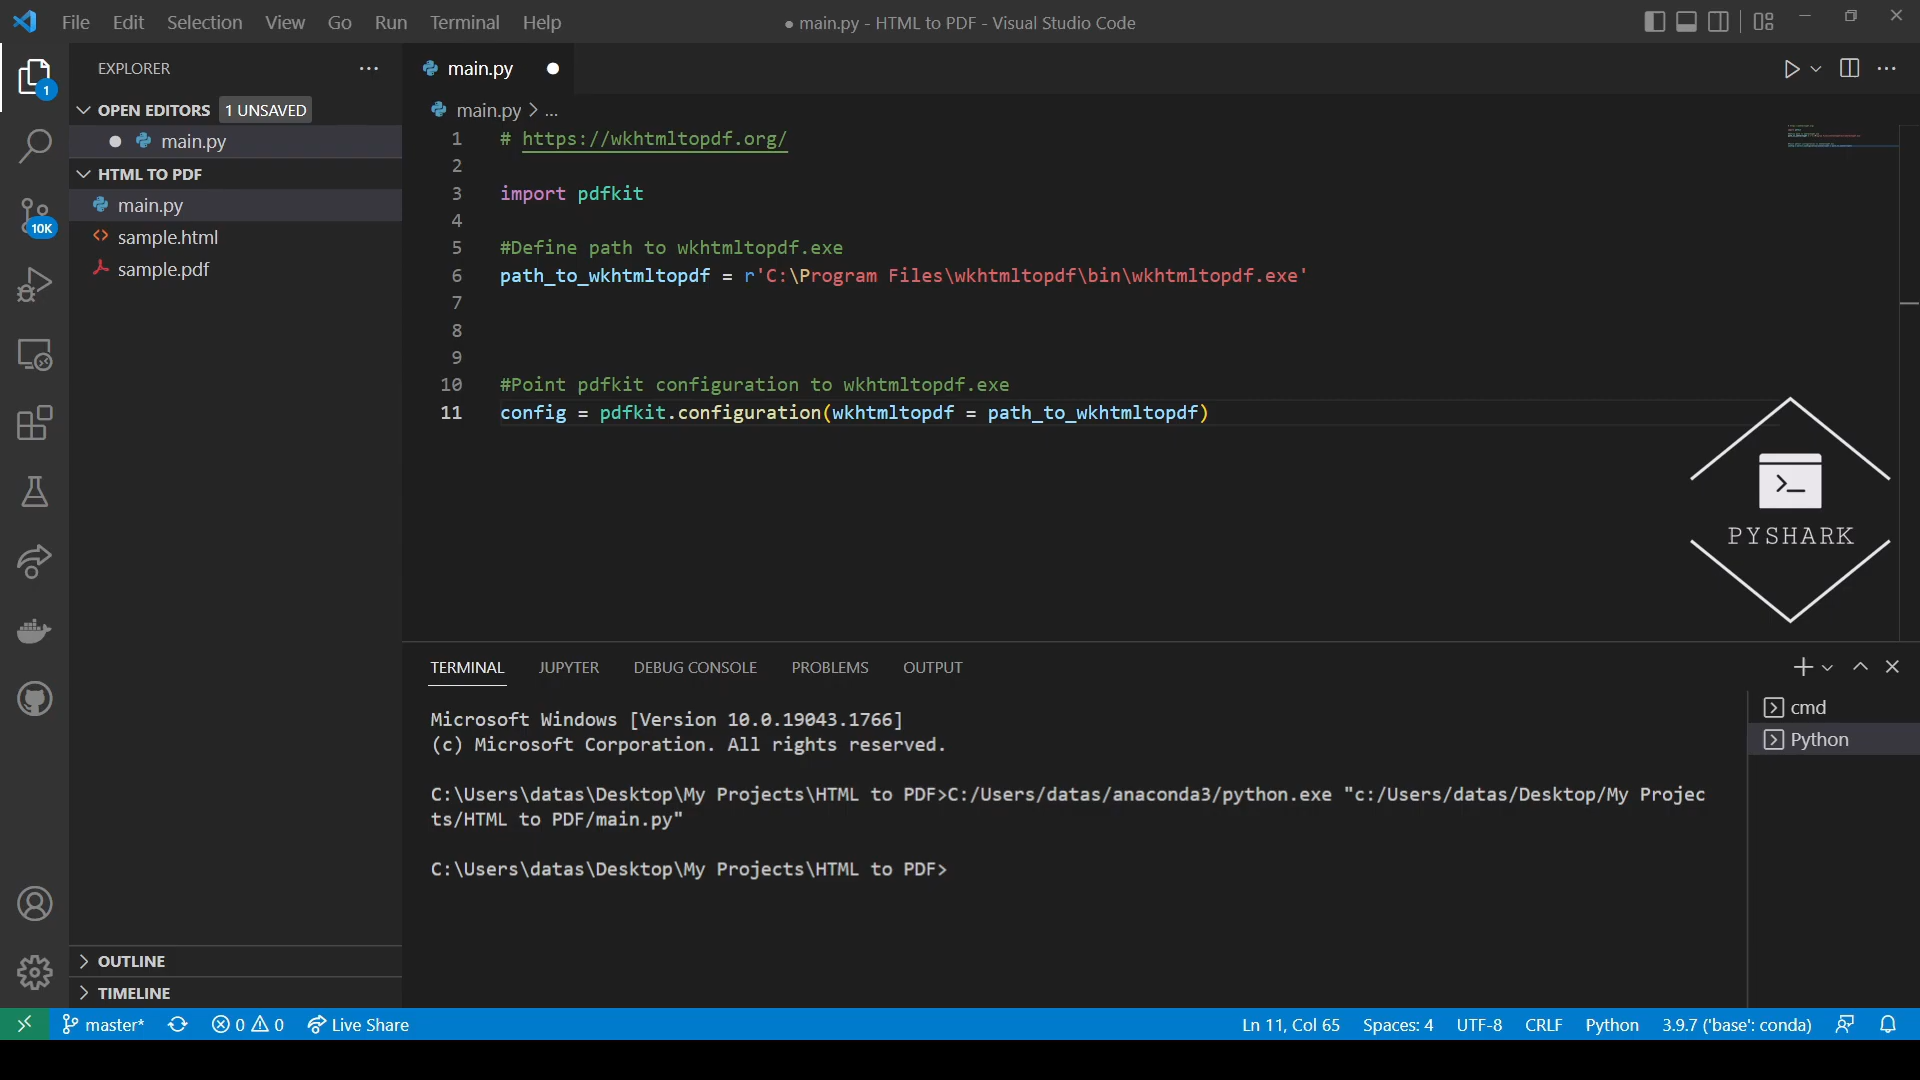 File Edit Selection View Go Run Terminal Help
● main.py - HTML to PDF - Visual Studio Code
EXPLORER
1
OPEN EDITORS 1 UNSAVED
main.py
HTML TO PDF
main.py
sample.html
sample.pdf
10K
OUTLINE
TIMELINE
main.py
main.py > ...
1 # https://wkhtmltopdf.org/
2
3 import pdfkit
4
5 #Define path to wkhtmltopdf.exe
6 path_to_wkhtmltopdf = r'C:\Program Files\wkhtmltopdf\bin\wkhtmltopdf.exe'
7
8
9
10 #Point pdfkit configuration to wkhtmltopdf.exe
11 config = pdfkit.configuration(wkhtmltopdf = path_to_wkhtmltopdf)
>_
PYSHARK
TERMINAL JUPYTER DEBUG CONSOLE PROBLEMS OUTPUT
Microsoft Windows [Version 10.0.19043.1766]
(c) Microsoft Corporation. All rights reserved.
C:\Users\datas\Desktop\My Projects\HTML to PDF>C:/Users/datas/anaconda3/python.exe "c:/Users/datas/Desktop/My Projec
ts/HTML to PDF/main.py"
C:\Users\datas\Desktop\My Projects\HTML to PDF>
cmd
Python
master* 0 0 Live Share
Ln 11, Col 65 Spaces: 4 UTF-8 CRLF Python 3.9.7 ('base': conda)